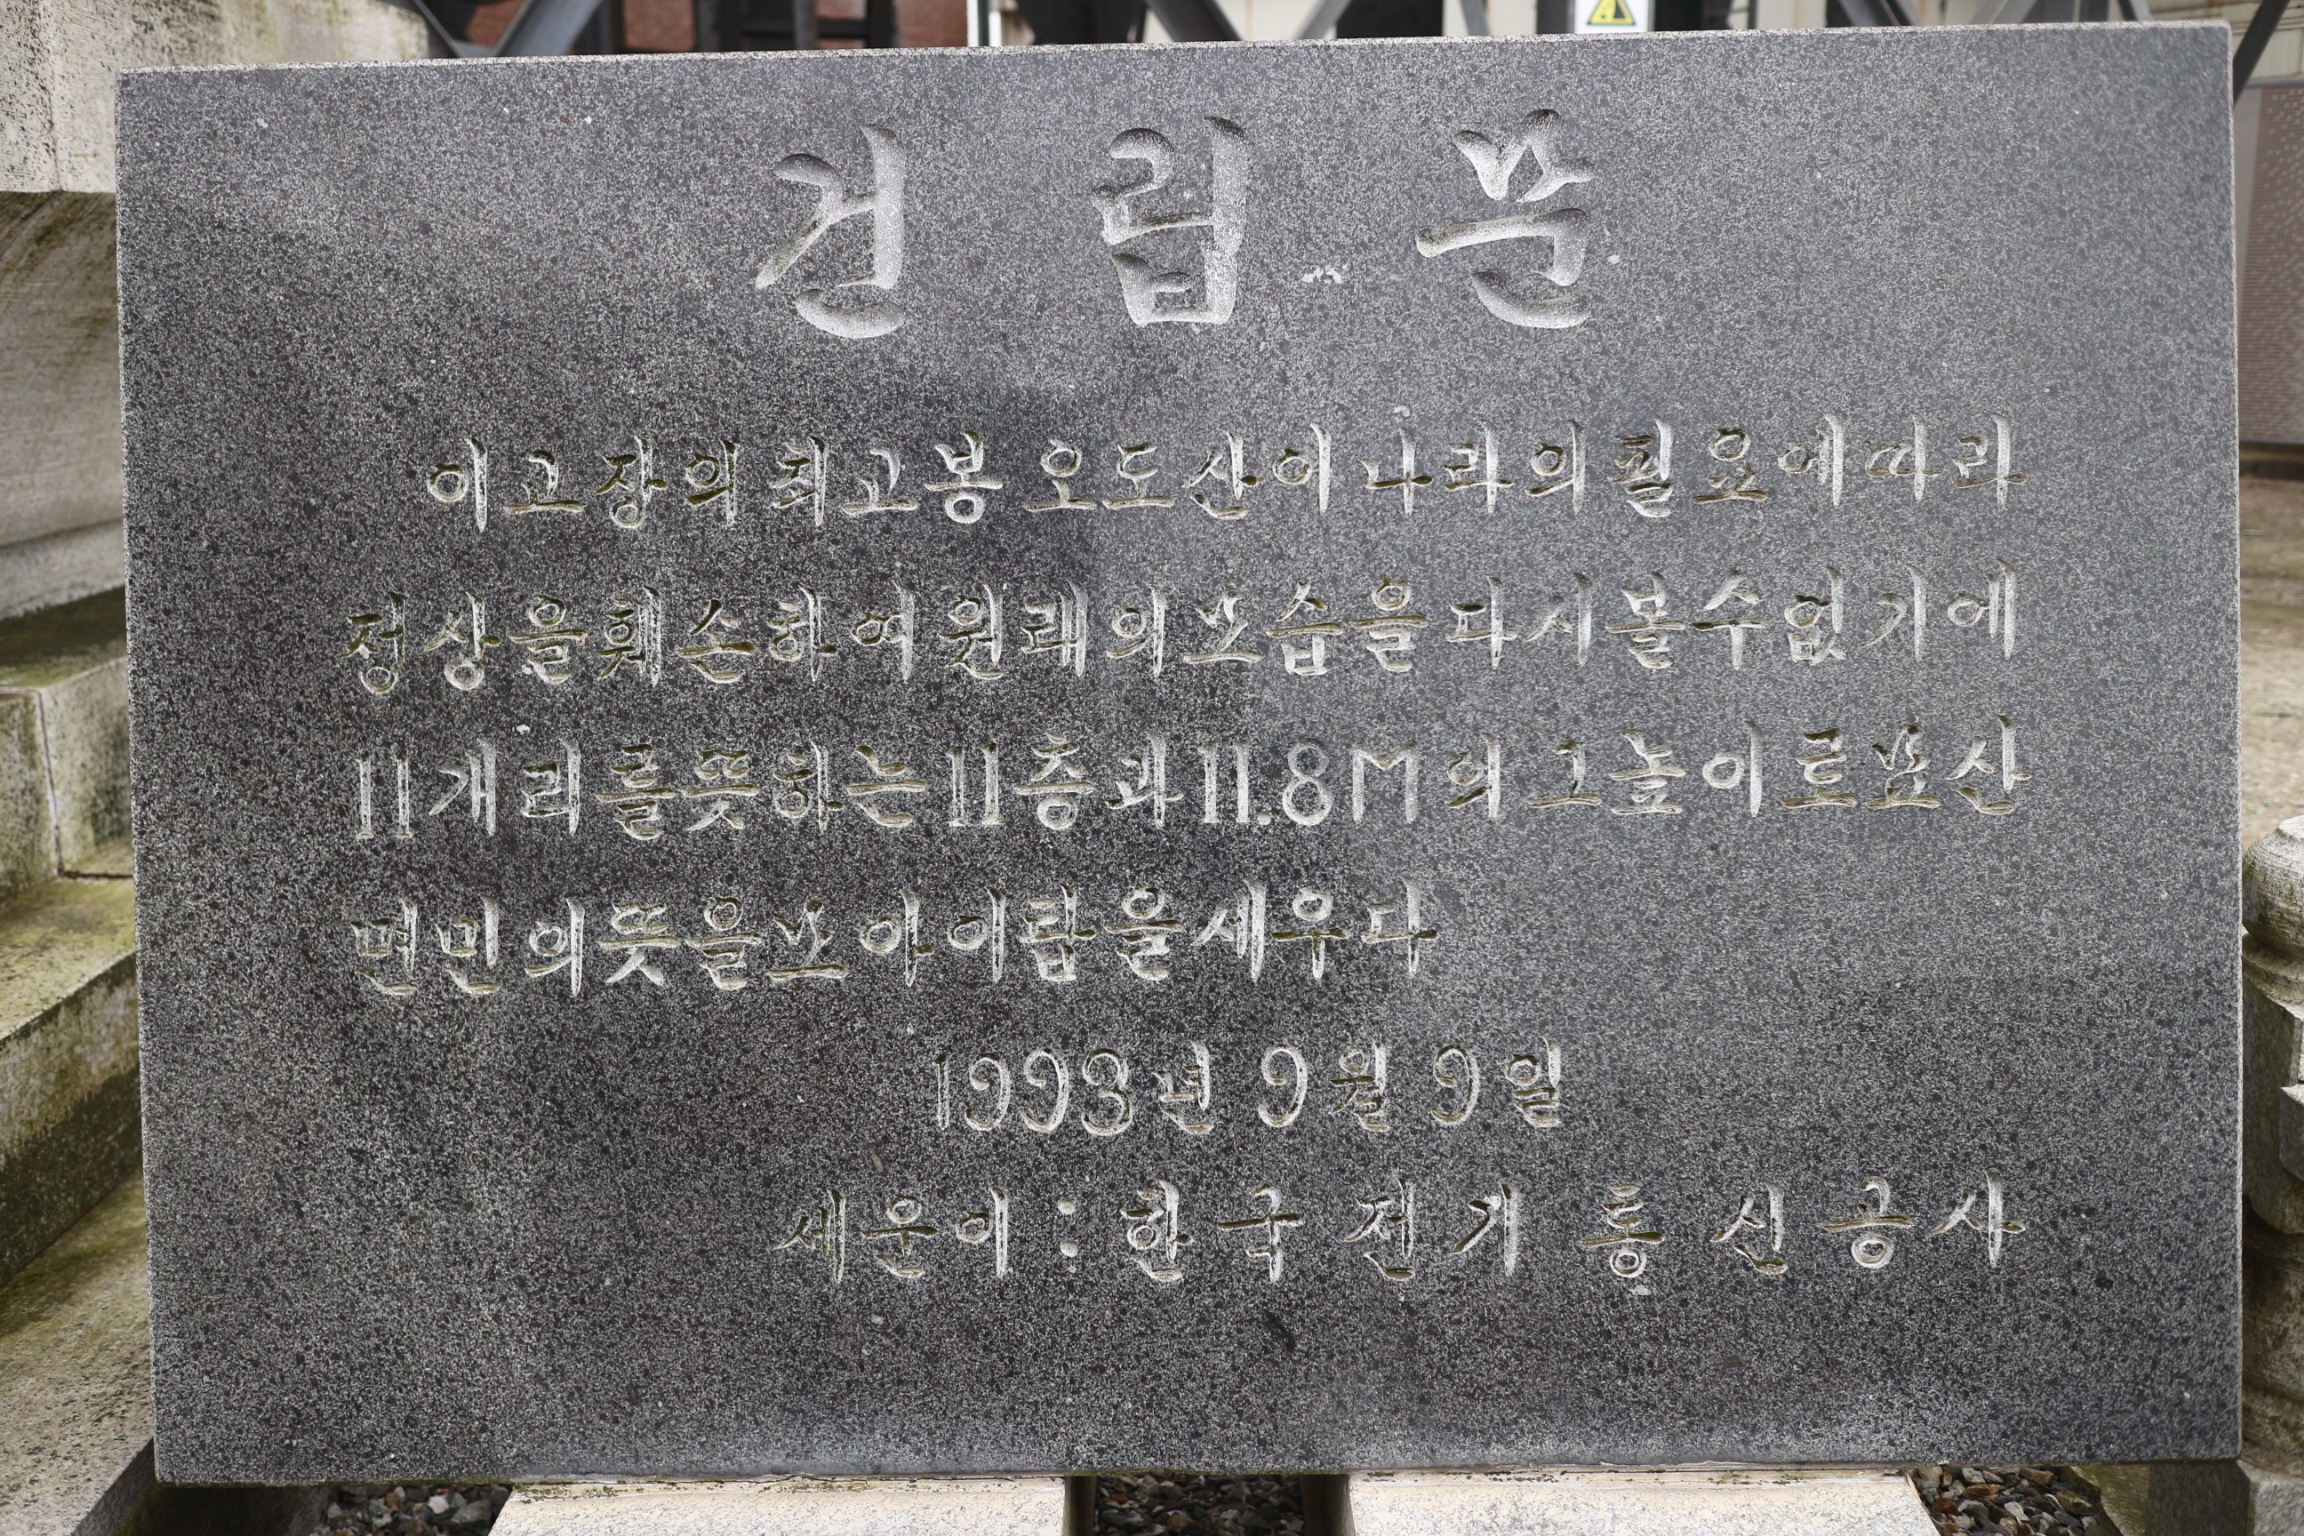 건립문
이고장의최고봉오도산이나라의필요에따라
정상을훼손하여원래의모습을다시볼수없기에
11개리를뜻하는11층과11.8M의그높이로묘산
면민의뜻을모아이탑을세우다
1993년 9월 9일
세운이 : 한국 전기 통신공사